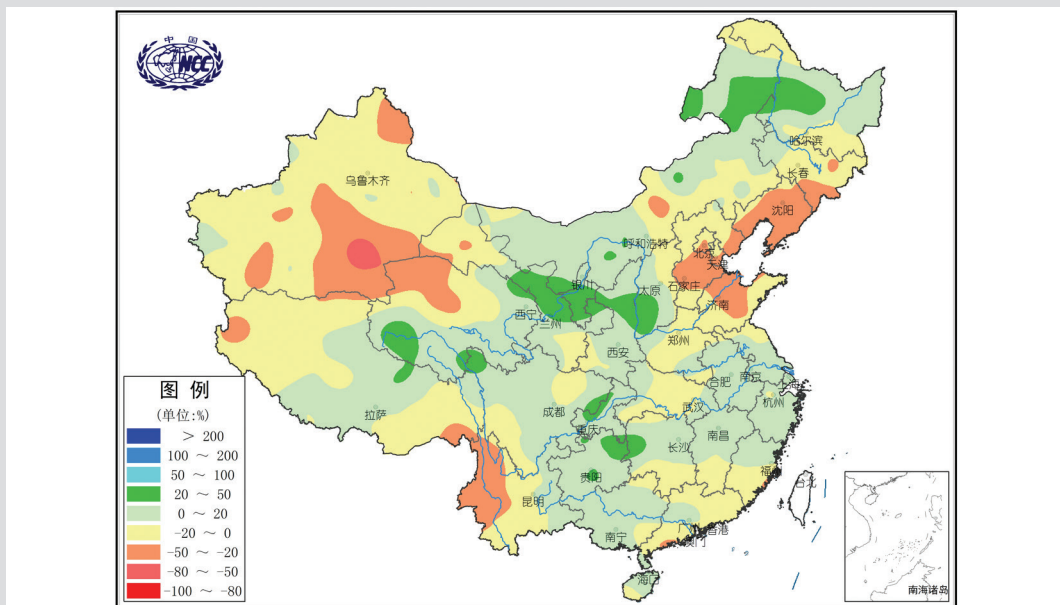 中国
NCC
乌鲁木齐
哈尔滨
长春
沈阳
呼和浩特
北京
天津
银川
太原
石家庄
西宁
兰州
济南
西安
郑州
合肥
南京
上海
拉萨
成都
武汉
杭州
重庆
长沙
南昌
贵阳
福州
台北
昆明
南宁
香港
澳门
海口
图例
(单位:%)
> 200
100 ~ 200
50 ~ 100
20 ~ 50
0 ~ 20
-20 ~ 0
-50 ~ -20
-80 ~ -50
-100 ~ -80
南海诸岛